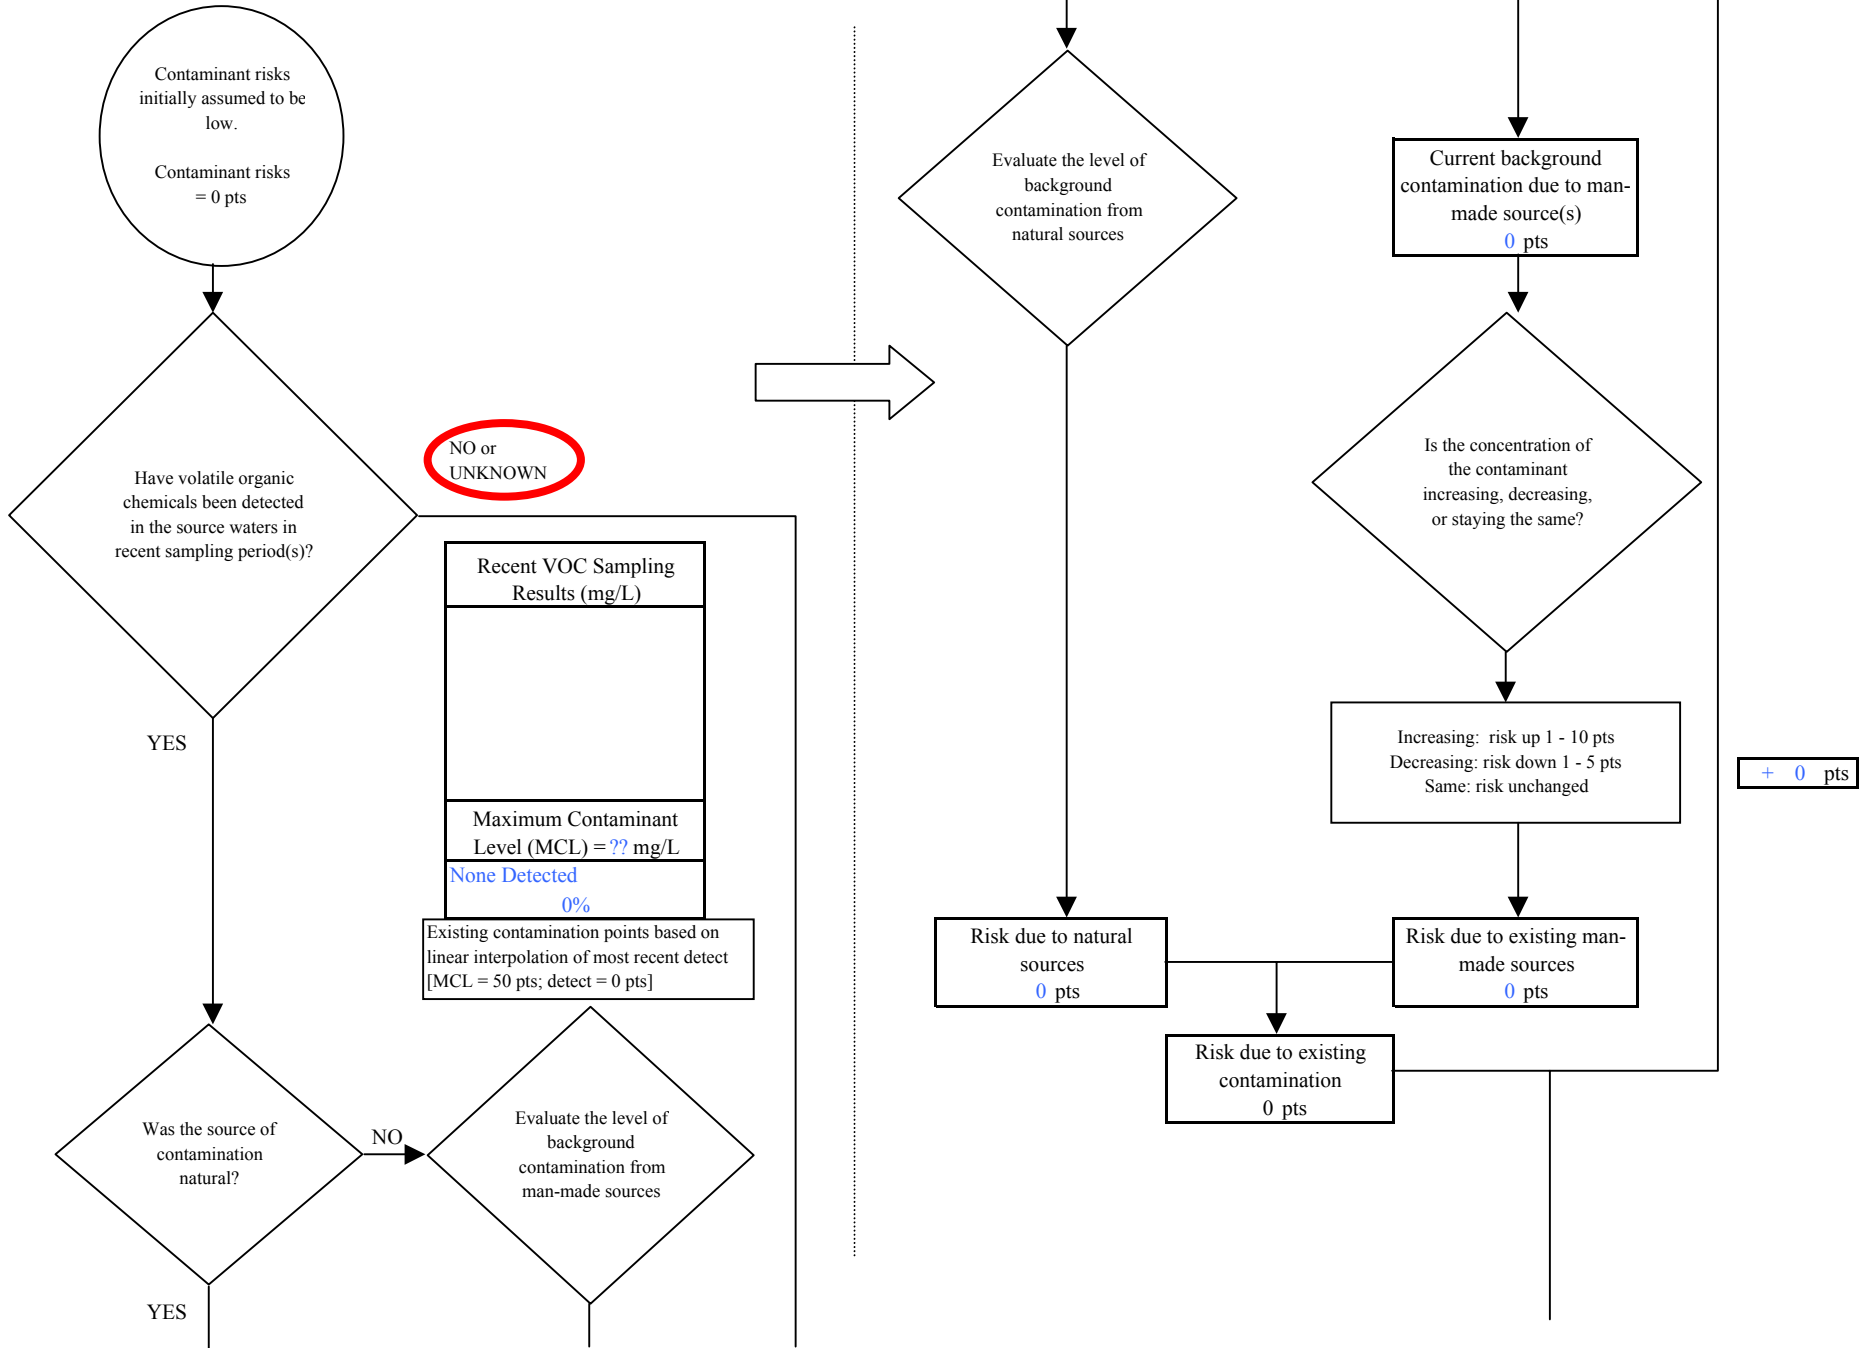 Contaminant risks
initially assumed to be
low.
Contaminant risks
= 0 pts
Have volatile organic
chemicals been detected
in the source waters in
recent sampling period(s)?
NO or
UNKNOWN
YES
Recent VOC Sampling
Results (mg/L)
Maximum Contaminant
Level (MCL) = ?? mg/L
None Detected
0%
Existing contamination points based on
linear interpolation of most recent detect
[MCL = 50 pts; detect = 0 pts]
Was the source of
contamination
natural?
NO
YES
Evaluate the level of
background
contamination from
man-made sources
Evaluate the level of
background
contamination from
natural sources
Current background
contamination due to man-
made source(s)
0 pts
Is the concentration of
the contaminant
increasing, decreasing,
or staying the same?
Increasing: risk up 1 - 10 pts
Decreasing: risk down 1 - 5 pts
Same: risk unchanged
+ 0 pts
Risk due to natural
sources
0 pts
Risk due to existing man-
made sources
0 pts
Risk due to existing
contamination
0 pts